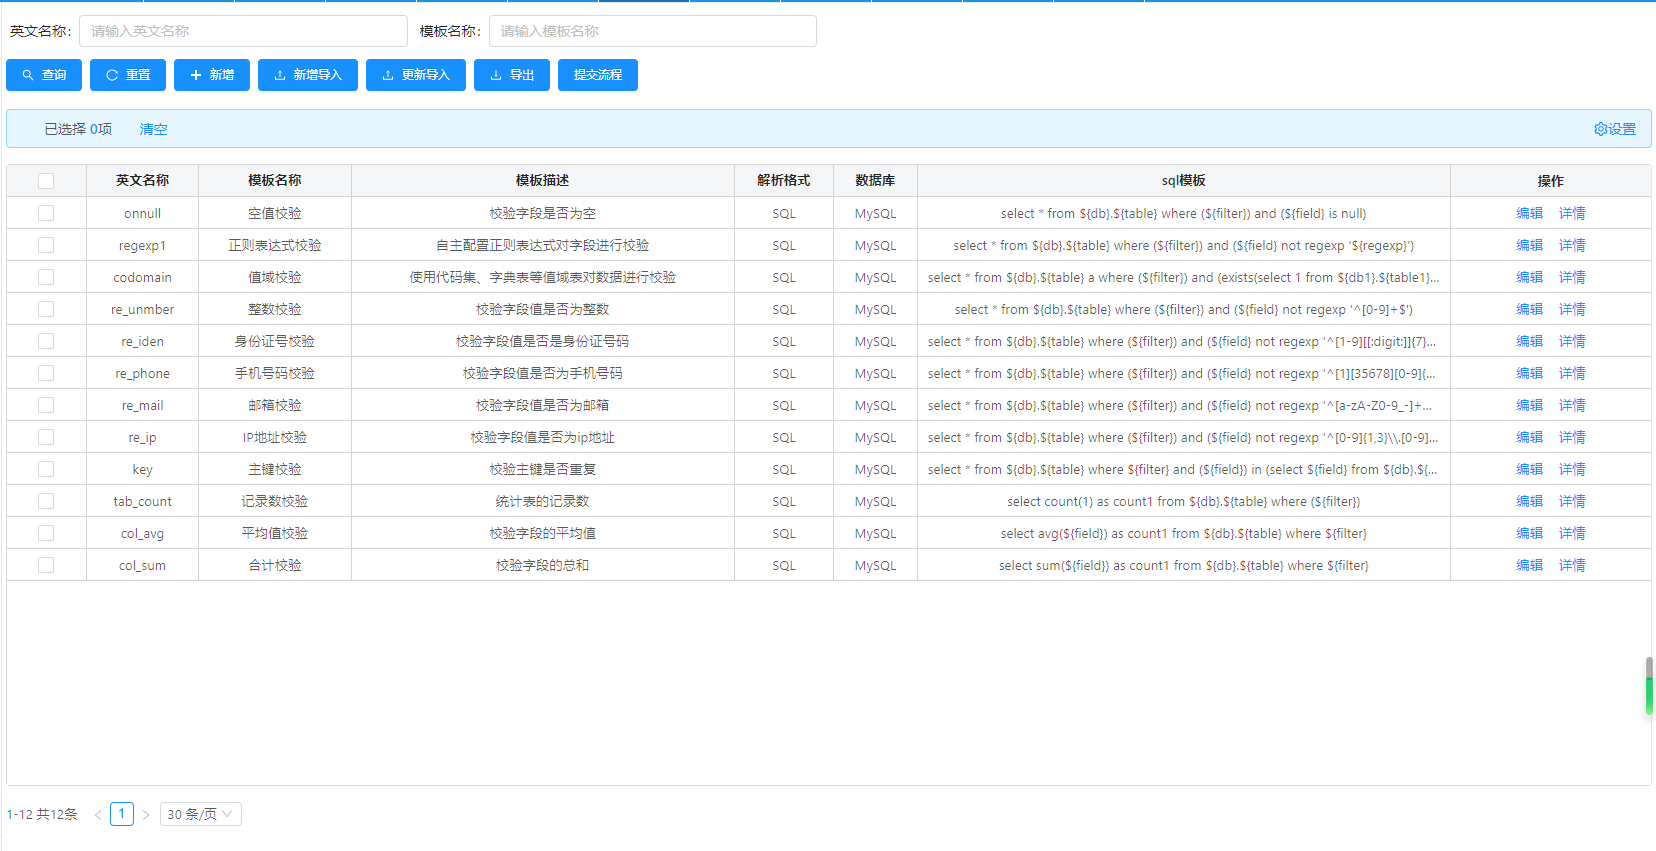 英文名称: 请输入英文名称 模板名称: 请输入模板名称
查询 重置 新增 新增导入 更新导入 导出 提交流程
已选择 0项 清空 设置
英文名称 模板名称 模板描述 解析格式 数据库 sql模板 操作
onnull 空值校验 校验字段是否为空 SQL MySQL select * from ${db}.${table} where (${filter}) and (${field} is null) 编辑 详情
regexp1 正则表达式校验 自主配置正则表达式对字段进行校验 SQL MySQL select * from ${db}.${table} where (${filter}) and (${field} not regexp '${regexp}') 编辑 详情
codomain 值域校验 使用代码集、字典表等值域表对数据进行校验 SQL MySQL select * from ${db}.${table} a where (${filter}) and (exists(select 1 from ${db1}.${table1}... 编辑 详情
re_unmber 整数校验 校验字段值是否为整数 SQL MySQL select * from ${db}.${table} where (${filter}) and (${field} not regexp '^[0-9]+$') 编辑 详情
re_iden 身份证号校验 校验字段值是否是身份证号码 SQL MySQL select * from ${db}.${table} where (${filter}) and (${field} not regexp '^[1-9][[:digit:]]{7}... 编辑 详情
re_phone 手机号码校验 校验字段值是否为手机号码 SQL MySQL select * from ${db}.${table} where (${filter}) and (${field} not regexp '^[1][35678][0-9]{... 编辑 详情
re_mail 邮箱校验 校验字段值是否为邮箱 SQL MySQL select * from ${db}.${table} where (${filter}) and (${field} not regexp '^[a-zA-Z0-9_-]+... 编辑 详情
re_ip IP地址校验 校验字段值是否为ip地址 SQL MySQL select * from ${db}.${table} where (${filter}) and (${field} not regexp '^[0-9]{1,3}\\.[0-9]... 编辑 详情
key 主键校验 校验主键是否重复 SQL MySQL select * from ${db}.${table} where ${filter} and (${field}) in (select ${field} from ${db}.${... 编辑 详情
tab_count 记录数校验 统计表的记录数 SQL MySQL select count(1) as count1 from ${db}.${table} where (${filter}) 编辑 详情
col_avg 平均值校验 校验字段的平均值 SQL MySQL select avg(${field}) as count1 from ${db}.${table} where ${filter} 编辑 详情
col_sum 合计校验 校验字段的总和 SQL MySQL select sum(${field}) as count1 from ${db}.${table} where ${filter} 编辑 详情
1-12 共12条 < 1 > 30 条/页